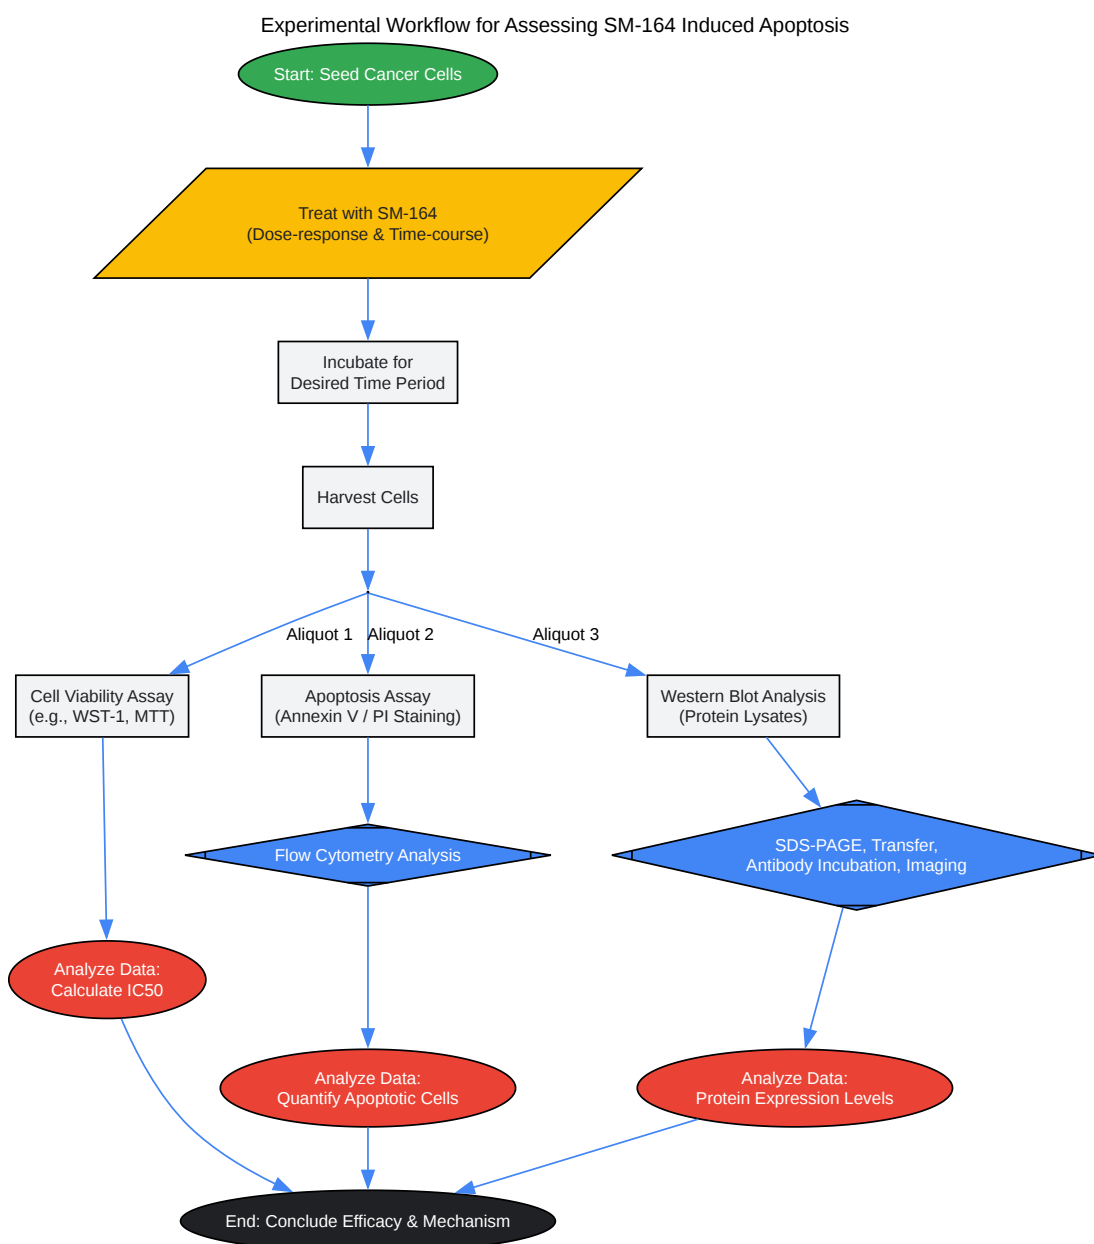 Experimental Workflow for Assessing SM-164 Induced Apoptosis
Start: Seed Cancer Cells
Treat with SM-164
(Dose-response & Time-course)
Incubate for
Desired Time Period
Harvest Cells
Aliquot 1
Aliquot 2
Aliquot 3
Cell Viability Assay
(e.g., WST-1, MTT)
Apoptosis Assay
(Annexin V / PI Staining)
Western Blot Analysis
(Protein Lysates)
Flow Cytometry Analysis
SDS-PAGE, Transfer,
Antibody Incubation, Imaging
Analyze Data:
Calculate IC50
Analyze Data:
Quantify Apoptotic Cells
Analyze Data:
Protein Expression Levels
End: Conclude Efficacy & Mechanism